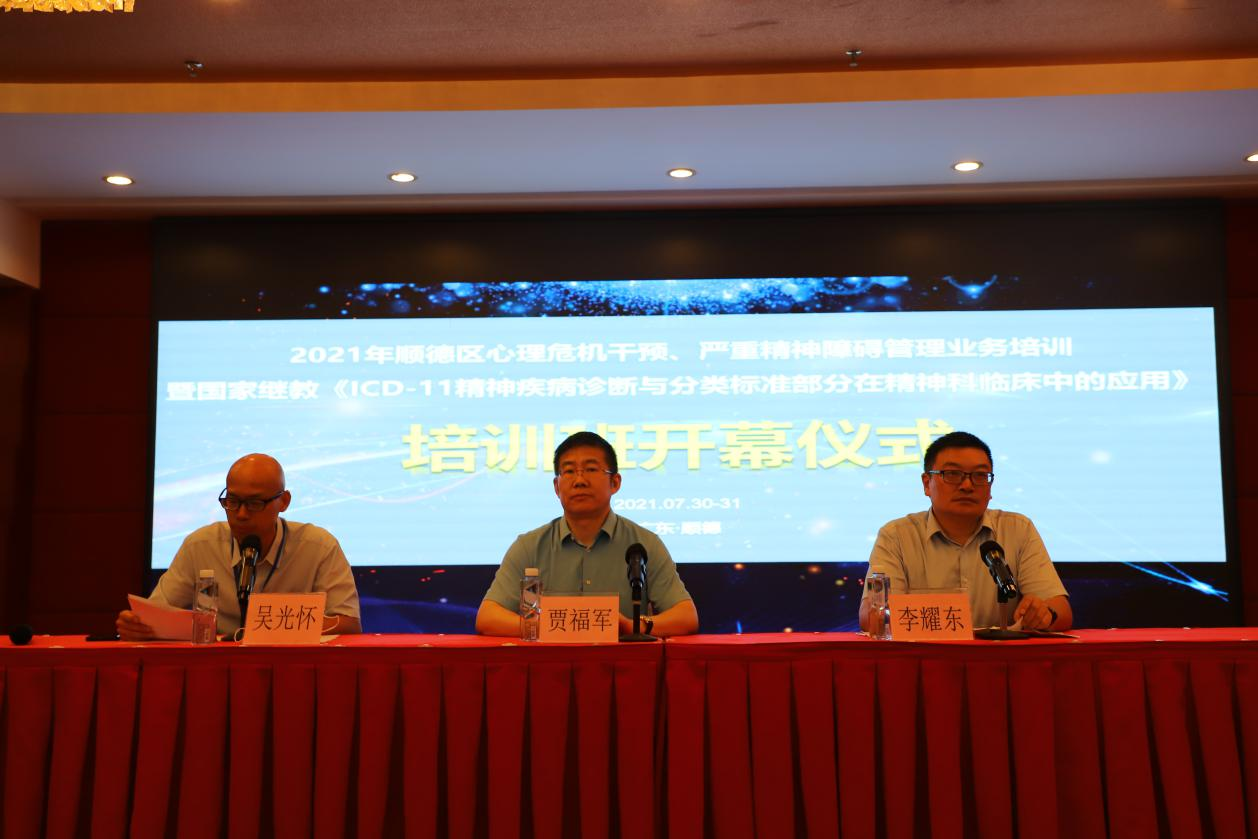 2021年顺德区心理危机干预、严重精神障碍管理业务培训
暨国家继教《ICD-11精神疾病诊断与分类标准部分在精神科临床中的应用》
培训班开幕仪式
2021.07.30-31
广东·顺德
吴光怀
贾福军
李耀东